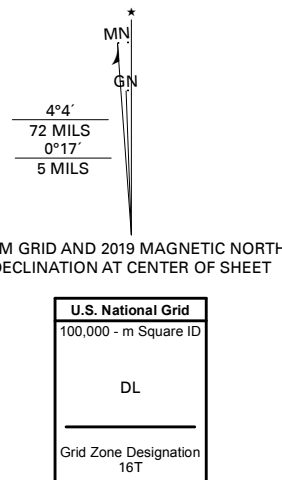 ★
MN
GN
4°4´
72 MILS
0°17´
5 MILS
M GRID AND 2019 MAGNETIC NORTH
DECLINATION AT CENTER OF SHEET
U.S. National Grid
100,000 - m Square ID
DL
Grid Zone Designation
16T